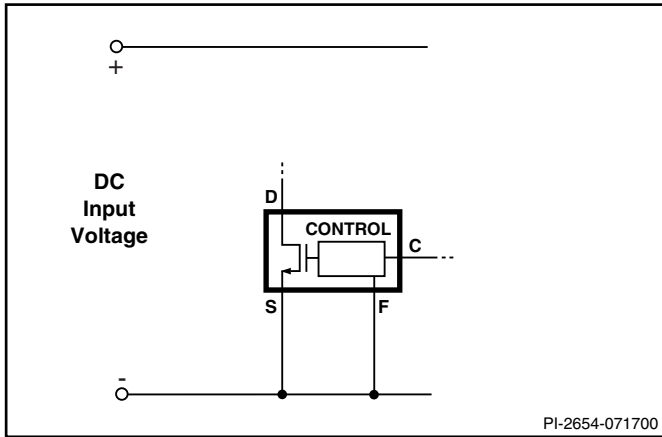 +
DC
Input
Voltage
D
CONTROL
C
S
F
-
PI-2654-071700